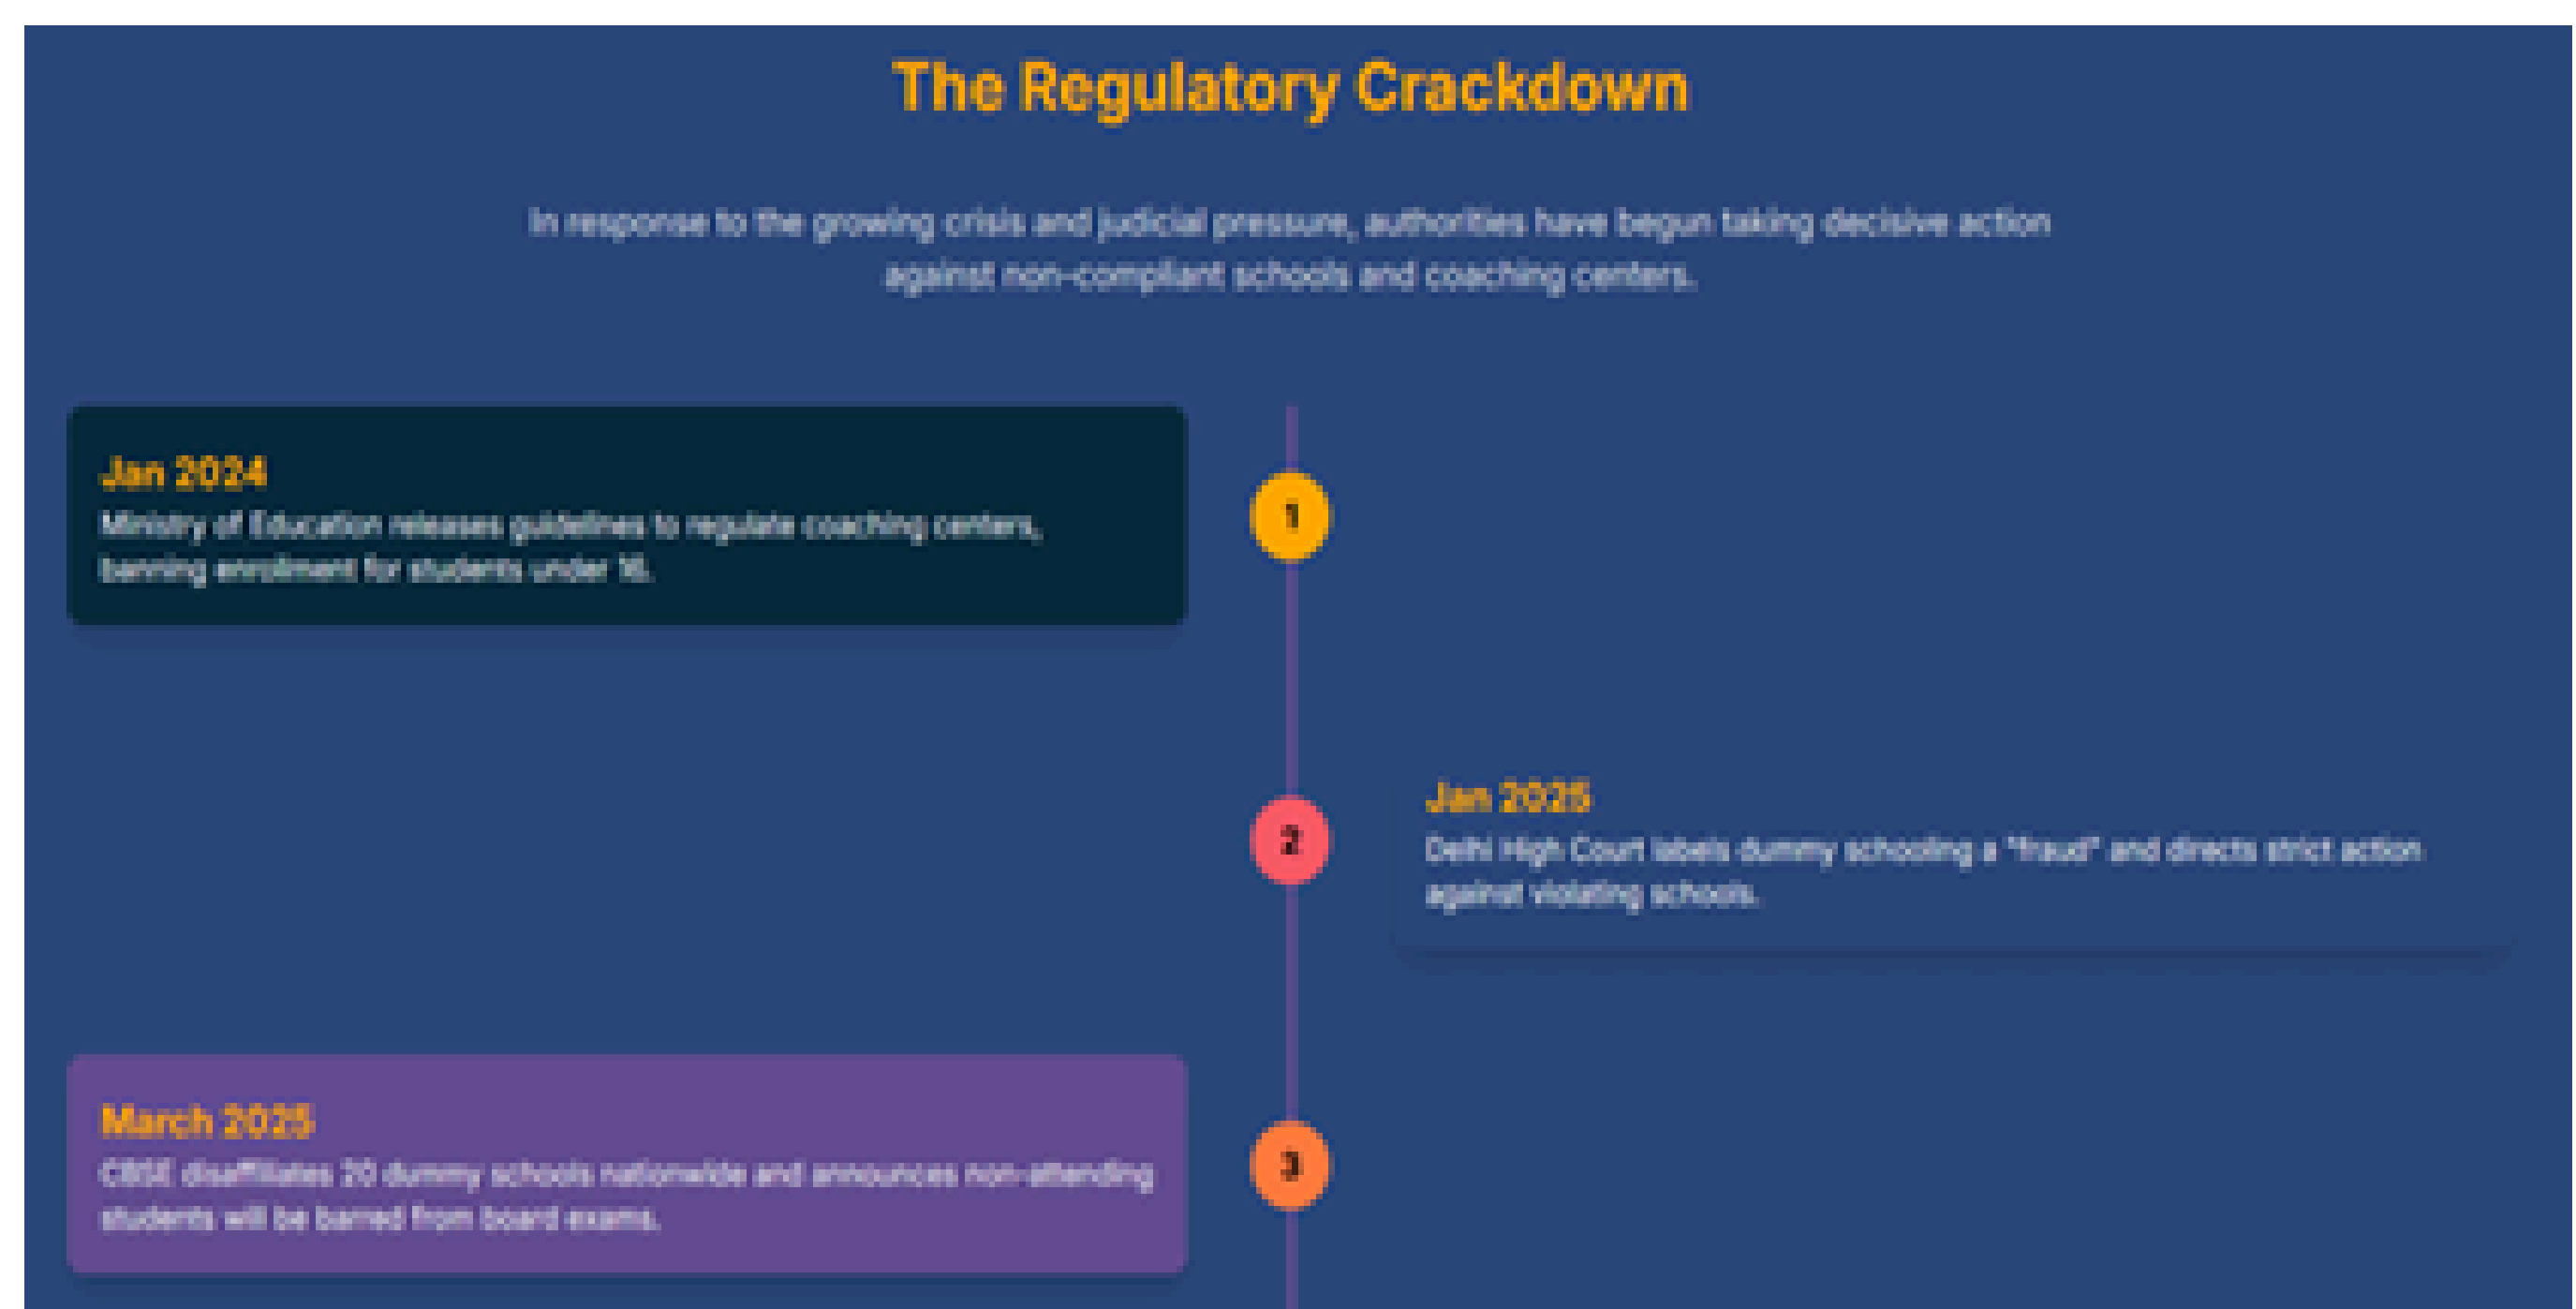 The Regulatory Crackdown
In response to the growing crisis and judicial pressure, authorities have begun taking decisive action
against non-compliant schools and coaching centers.
Jan 2024
Ministry of Education releases guidelines to regulate coaching centers,
banning enrollment for students under 16.
1
2
Jan 2025
Delhi High Court labels dummy schooling a "fraud" and directs strict action
against violating schools.
March 2025
CBSE disaffiliates 20 dummy schools nationwide and announces non-attending
students will be barred from board exams.
3